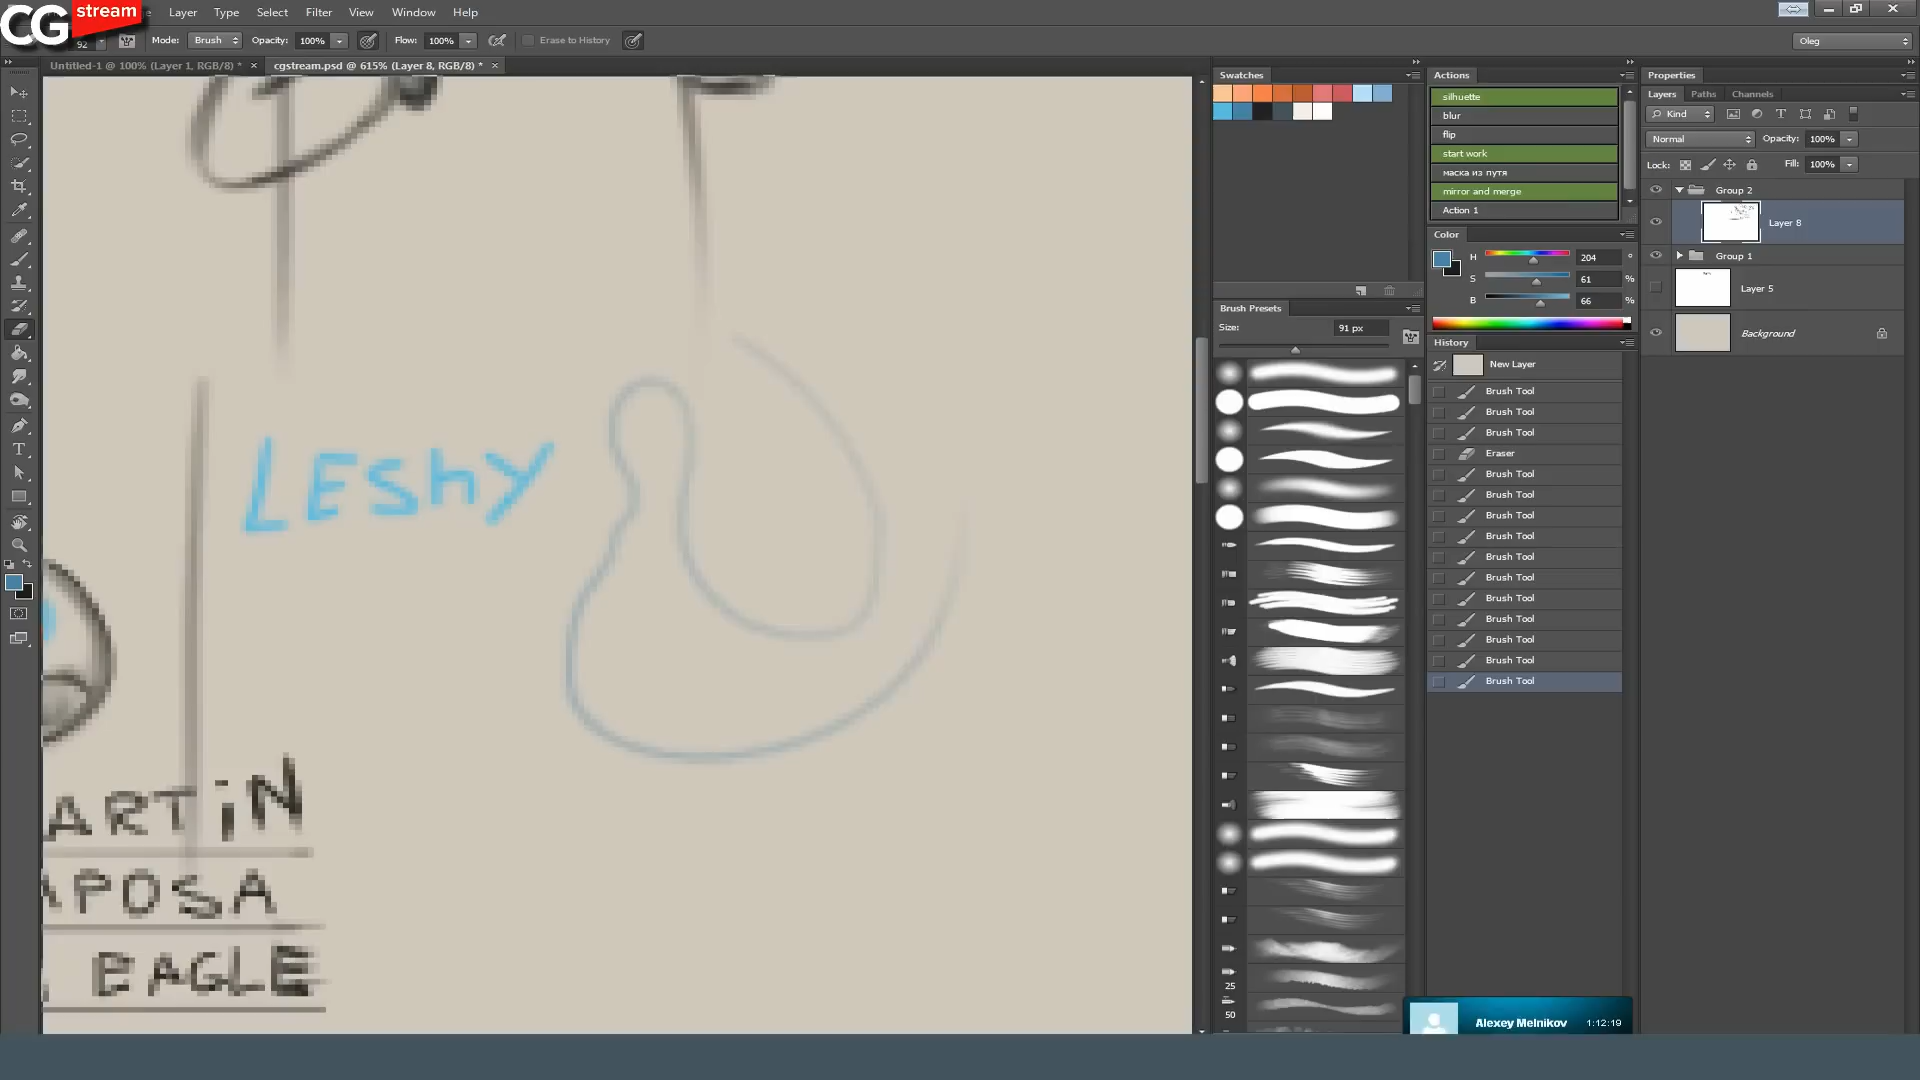 CG stream
Layer Type Select Filter View Window Help
92 Mode: Brush Opacity: 100% Flow: 100% Erase to History Oleg
Untitled-1 @ 100% (Layer 1, RGB/8) * × cgstream.psd @ 615% (Layer 8, RGB/8) * ×
Swatches
Actions
silhuette
blur
flip
start work
маска из путя
mirror and merge
Action 1
Color
H 204 °
S 61 %
B 66 %
Brush Presets
Size: 91 px
25
50
History
New Layer
Brush Tool
Brush Tool
Brush Tool
Eraser
Brush Tool
Brush Tool
Brush Tool
Brush Tool
Brush Tool
Brush Tool
Brush Tool
Brush Tool
Brush Tool
Brush Tool
Brush Tool
Properties
Layers Paths Channels
Kind
Normal Opacity: 100%
Lock: Fill: 100%
Group 2
Layer 8
Group 1
Layer 5
Background
LEShY
ARTiN
APOSA
EAGLE
Alexey Melnikov 1:12:19